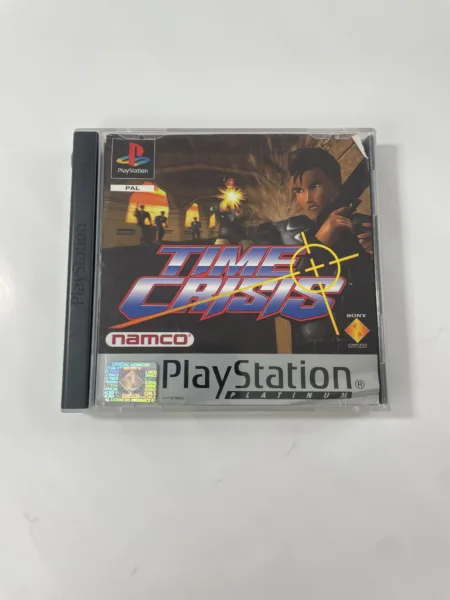 PlayStation
PlayStation
PAL
TIME
CRISIS
namco
SONY
PlayStation®
PLATINUM